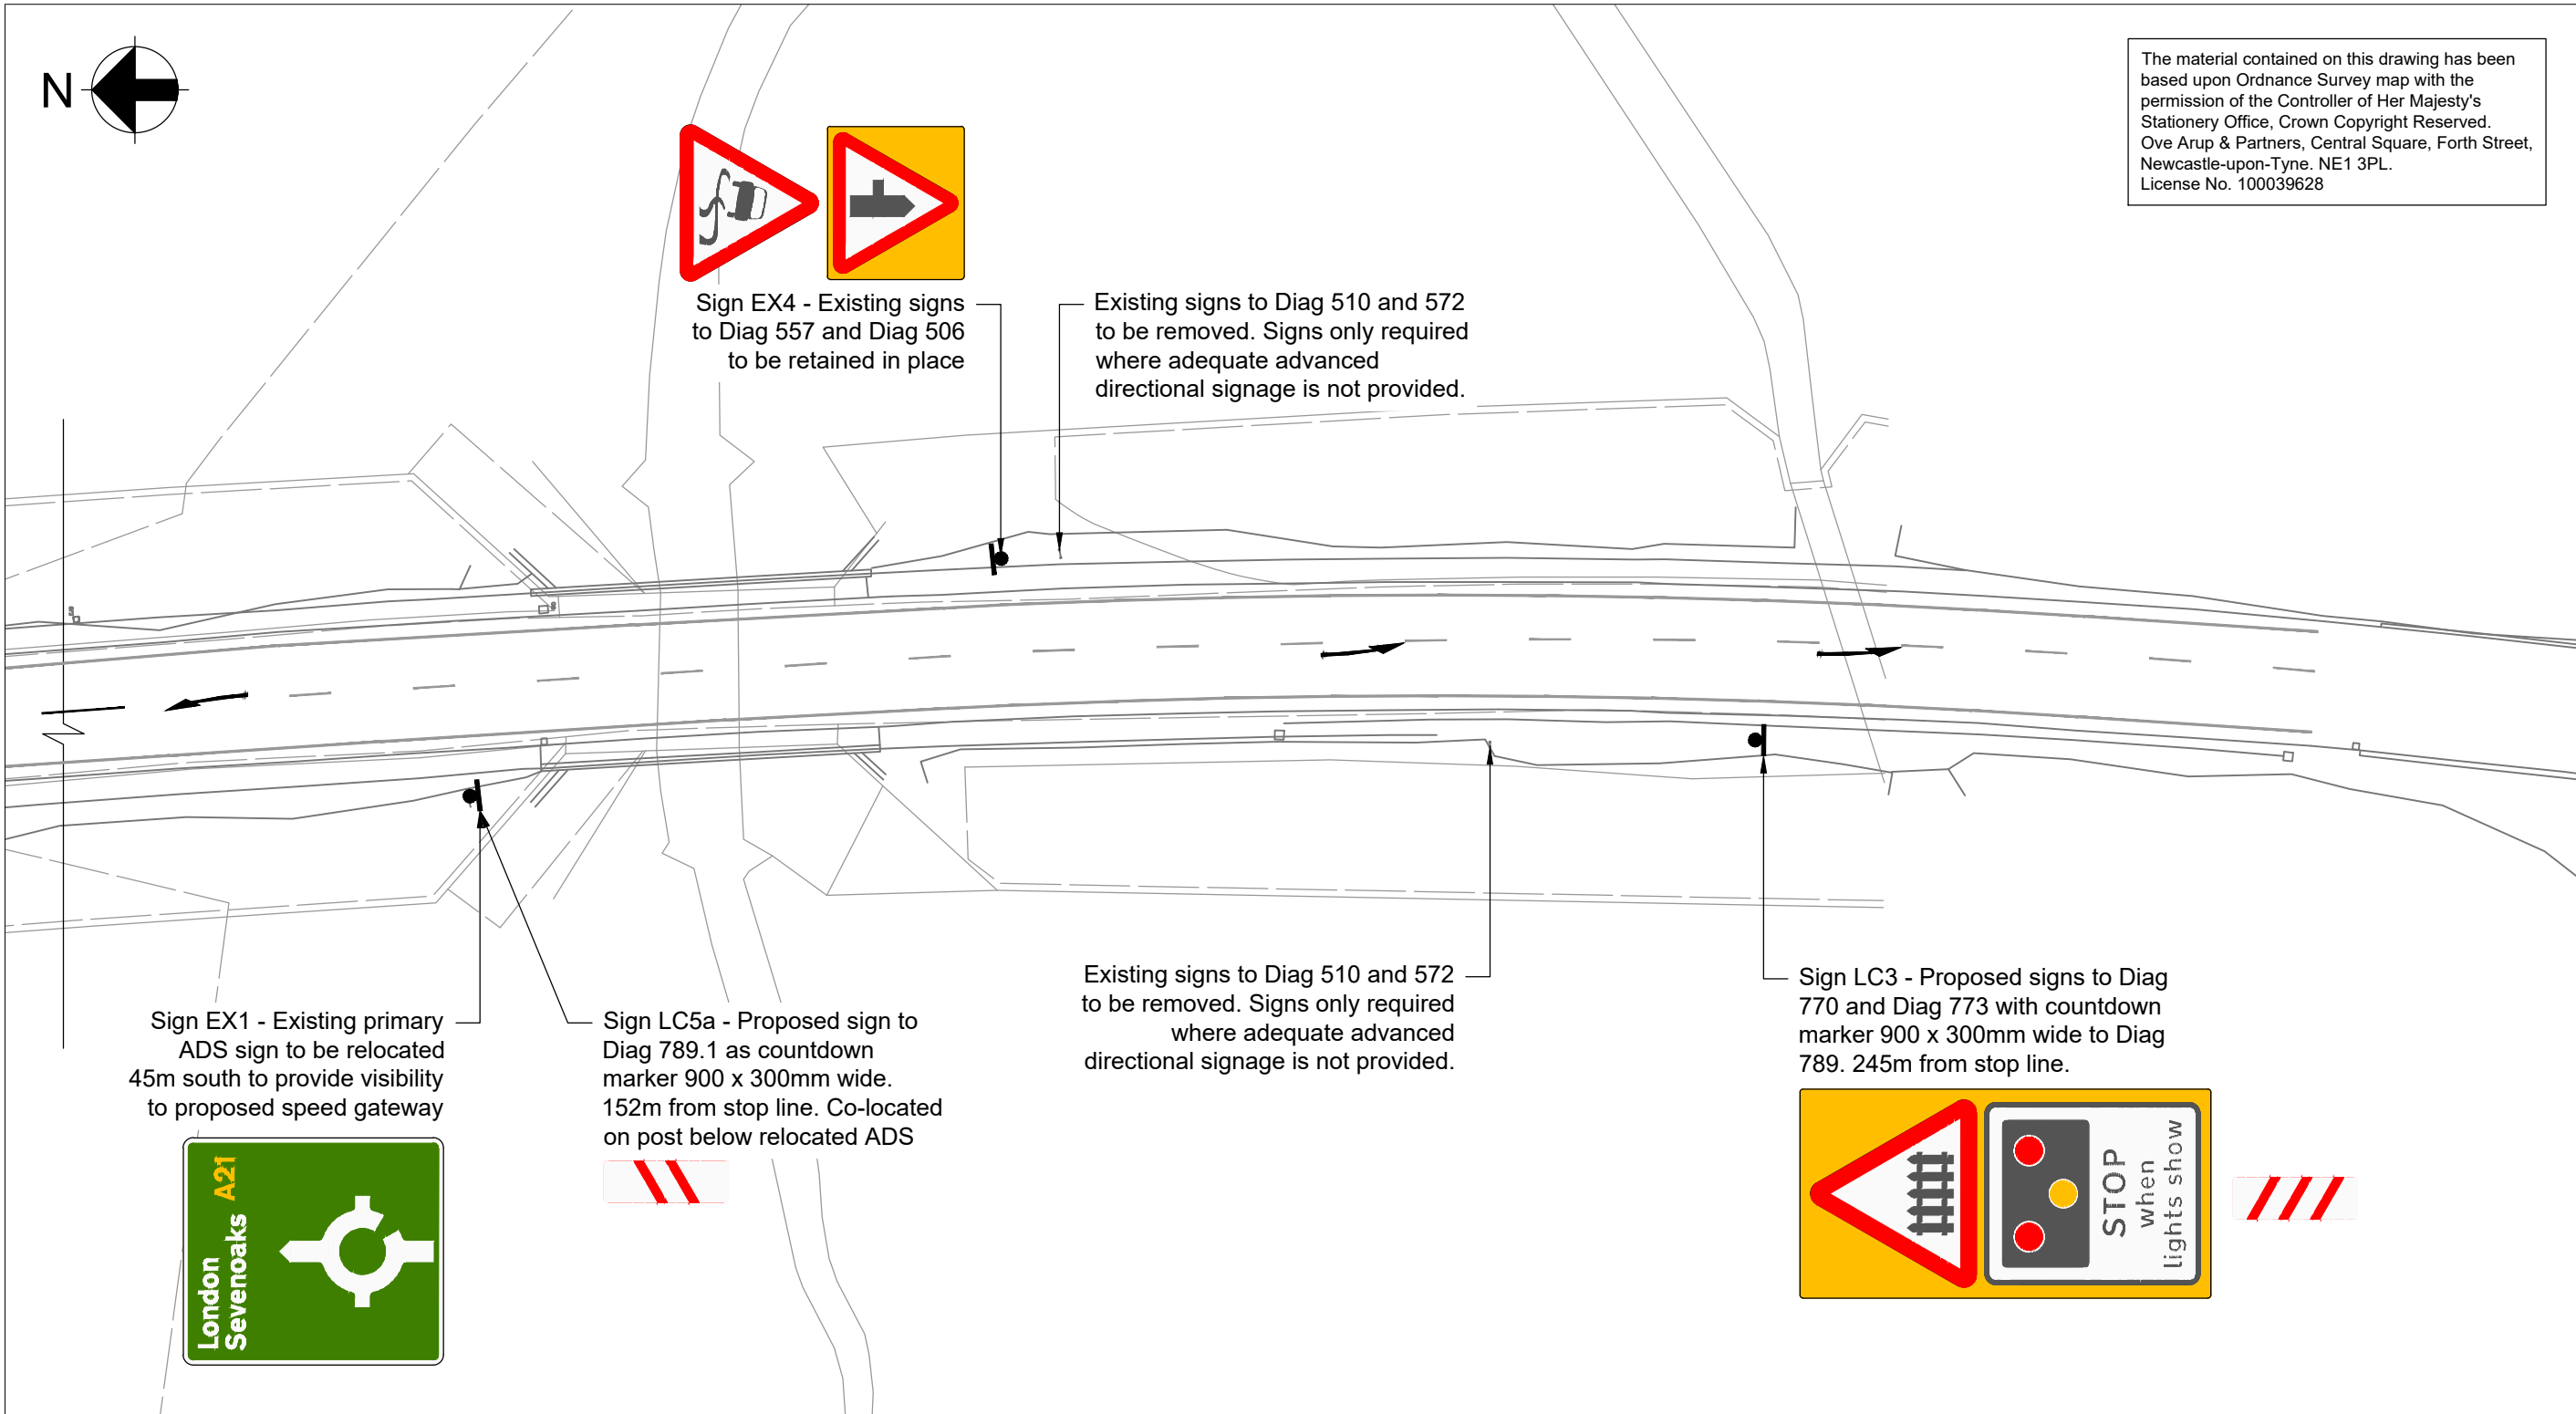 N
The material contained on this drawing has been
based upon Ordnance Survey map with the
permission of the Controller of Her Majesty's
Stationery Office, Crown Copyright Reserved.
Ove Arup & Partners, Central Square, Forth Street,
Newcastle-upon-Tyne. NE1 3PL.
License No. 100039628
Sign EX4 - Existing signs
to Diag 557 and Diag 506
to be retained in place
Existing signs to Diag 510 and 572
to be removed. Signs only required
where adequate advanced
directional signage is not provided.
Sign EX1 - Existing primary
ADS sign to be relocated
45m south to provide visibility
to proposed speed gateway
London
Sevenoaks A21
Sign LC5a - Proposed sign to
Diag 789.1 as countdown
marker 900 x 300mm wide.
152m from stop line. Co-located
on post below relocated ADS
Existing signs to Diag 510 and 572
to be removed. Signs only required
where adequate advanced
directional signage is not provided.
Sign LC3 - Proposed signs to Diag
770 and Diag 773 with countdown
marker 900 x 300mm wide to Diag
789. 245m from stop line.
STOP
when
lights show